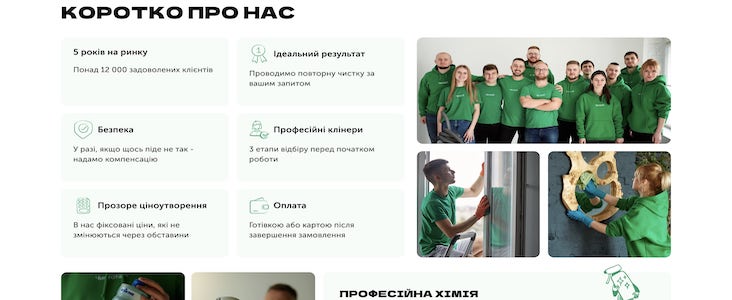 КОРОТКО ПРО НАС
5 років на ринку
Понад 12 000 задоволених клієнтів
Ідеальний результат
Проводимо повторну чистку за
вашим запитом
Безпека
У разі, якщо щось піде не так -
надамо компенсацію
Професійні клінери
3 етапи відбіру перед початком
роботи
Прозоре ціноутворення
В нас фіксовані ціни, які не
змінюються через обставини
Оплата
Готівкою або картою після
завершення замовлення
ПРОФЕСІЙНА ХІМІЯ